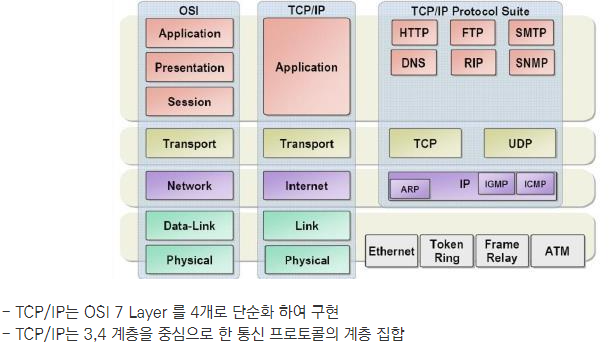 OSI TCP/IP TCP/IP Protocol Suite
Application Application HTTP FTP SMTP
Presentation DNS RIP SNMP
Session
Transport Transport TCP UDP
Network Internet ARP IP IGMP ICMP
Data-Link Link
Physical Physical Ethernet Token Ring Frame Relay ATM
- TCP/IP는 OSI 7 Layer 를 4개로 단순화 하여 구현
- TCP/IP는 3,4 계층을 중심으로 한 통신 프로토콜의 계층 집합